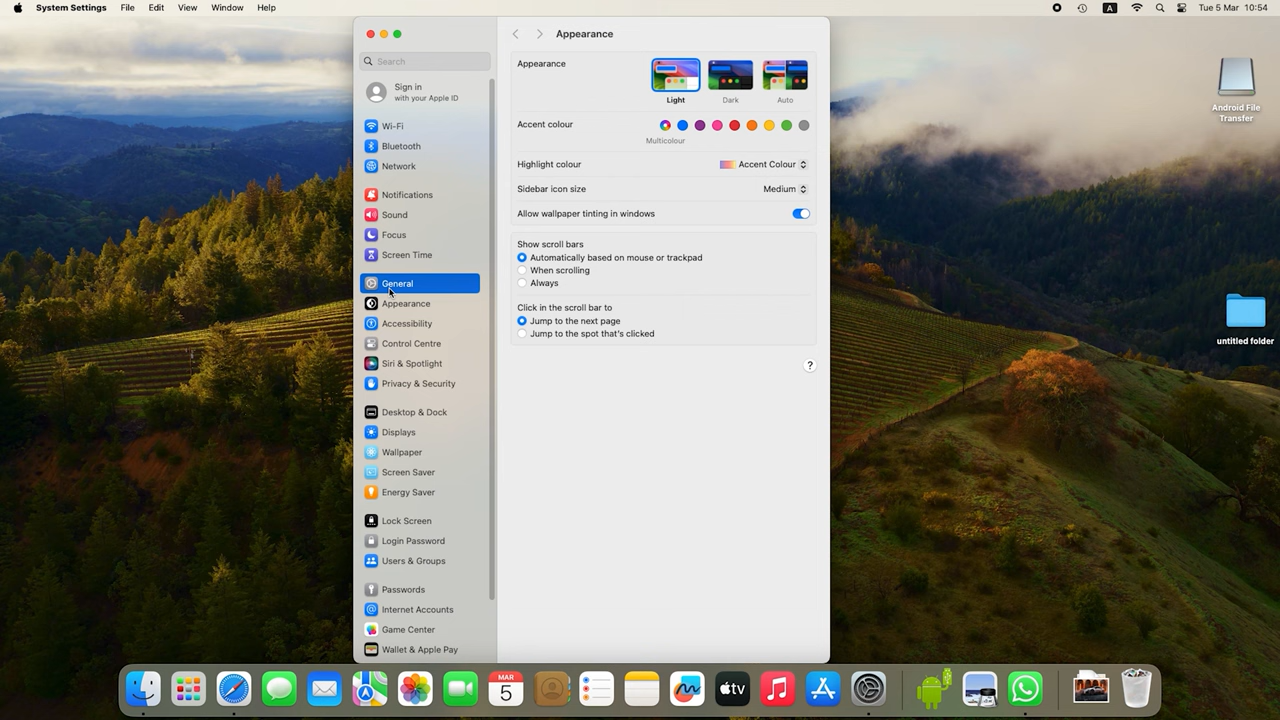 System Settings File Edit View Window Help
A Tue 5 Mar 10:54
Appearance
Search
Sign in
with your Apple ID
Wi-Fi
Bluetooth
Network
Notifications
Sound
Focus
Screen Time
General
Appearance
Accessibility
Control Centre
Siri & Spotlight
Privacy & Security
Desktop & Dock
Displays
Wallpaper
Screen Saver
Energy Saver
Lock Screen
Login Password
Users & Groups
Passwords
Internet Accounts
Game Center
Wallet & Apple Pay
Appearance
Light Dark Auto
Accent colour
Multicolour
Highlight colour Accent Colour
Sidebar icon size Medium
Allow wallpaper tinting in windows
Show scroll bars
Automatically based on mouse or trackpad
When scrolling
Always
Click in the scroll bar to
Jump to the next page
Jump to the spot that's clicked
?
Android File
Transfer
untitled folder
MAR
5
tv